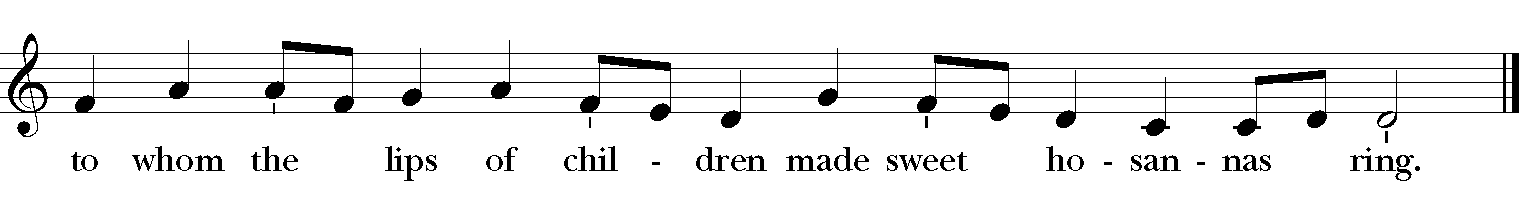 to whom the lips of chil - dren made sweet ho - san - nas ring.